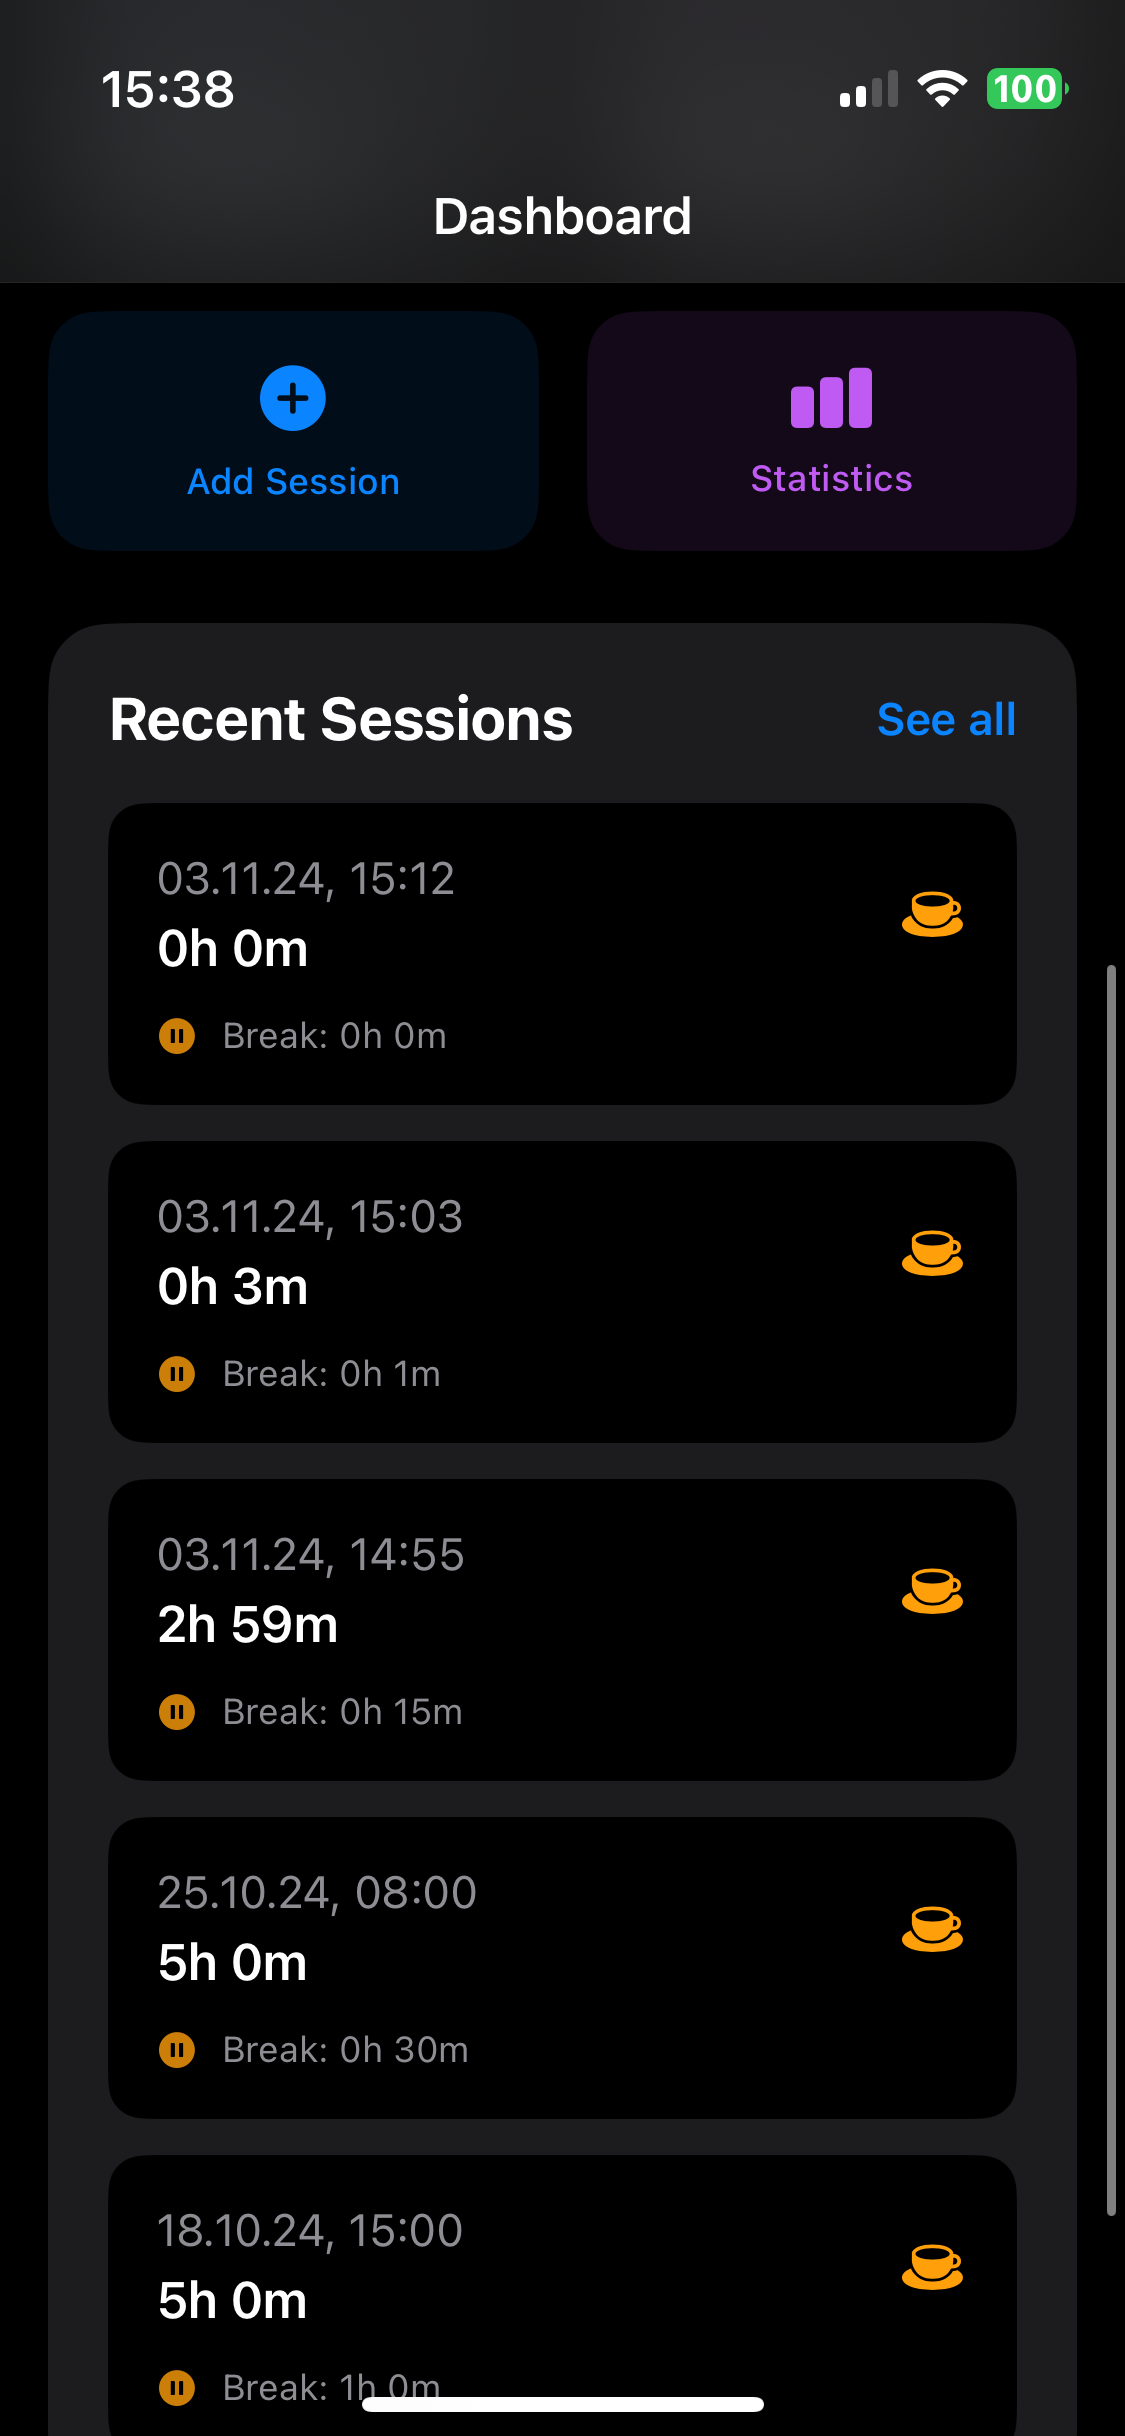 15:38
100
Dashboard
Add Session
Statistics
Recent Sessions
See all
03.11.24, 15:12
0h 0m
Break: 0h 0m
03.11.24, 15:03
0h 3m
Break: 0h 1m
03.11.24, 14:55
2h 59m
Break: 0h 15m
25.10.24, 08:00
5h 0m
Break: 0h 30m
18.10.24, 15:00
5h 0m
Break: 1h 0m